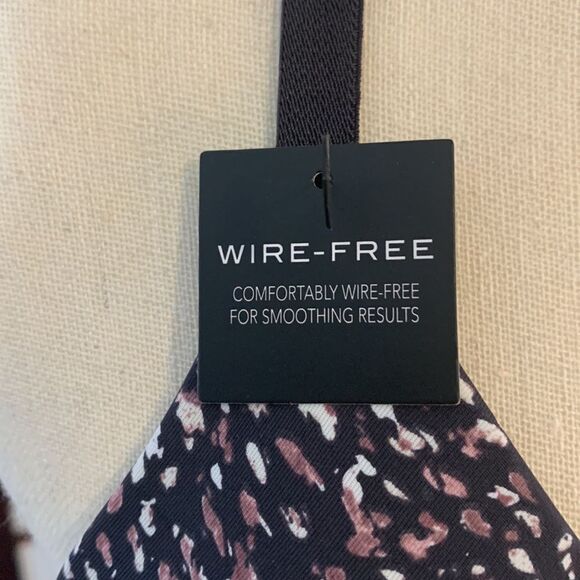 WIRE-FREE
COMFORTABLY WIRE-FREE
FOR SMOOTHING RESULTS